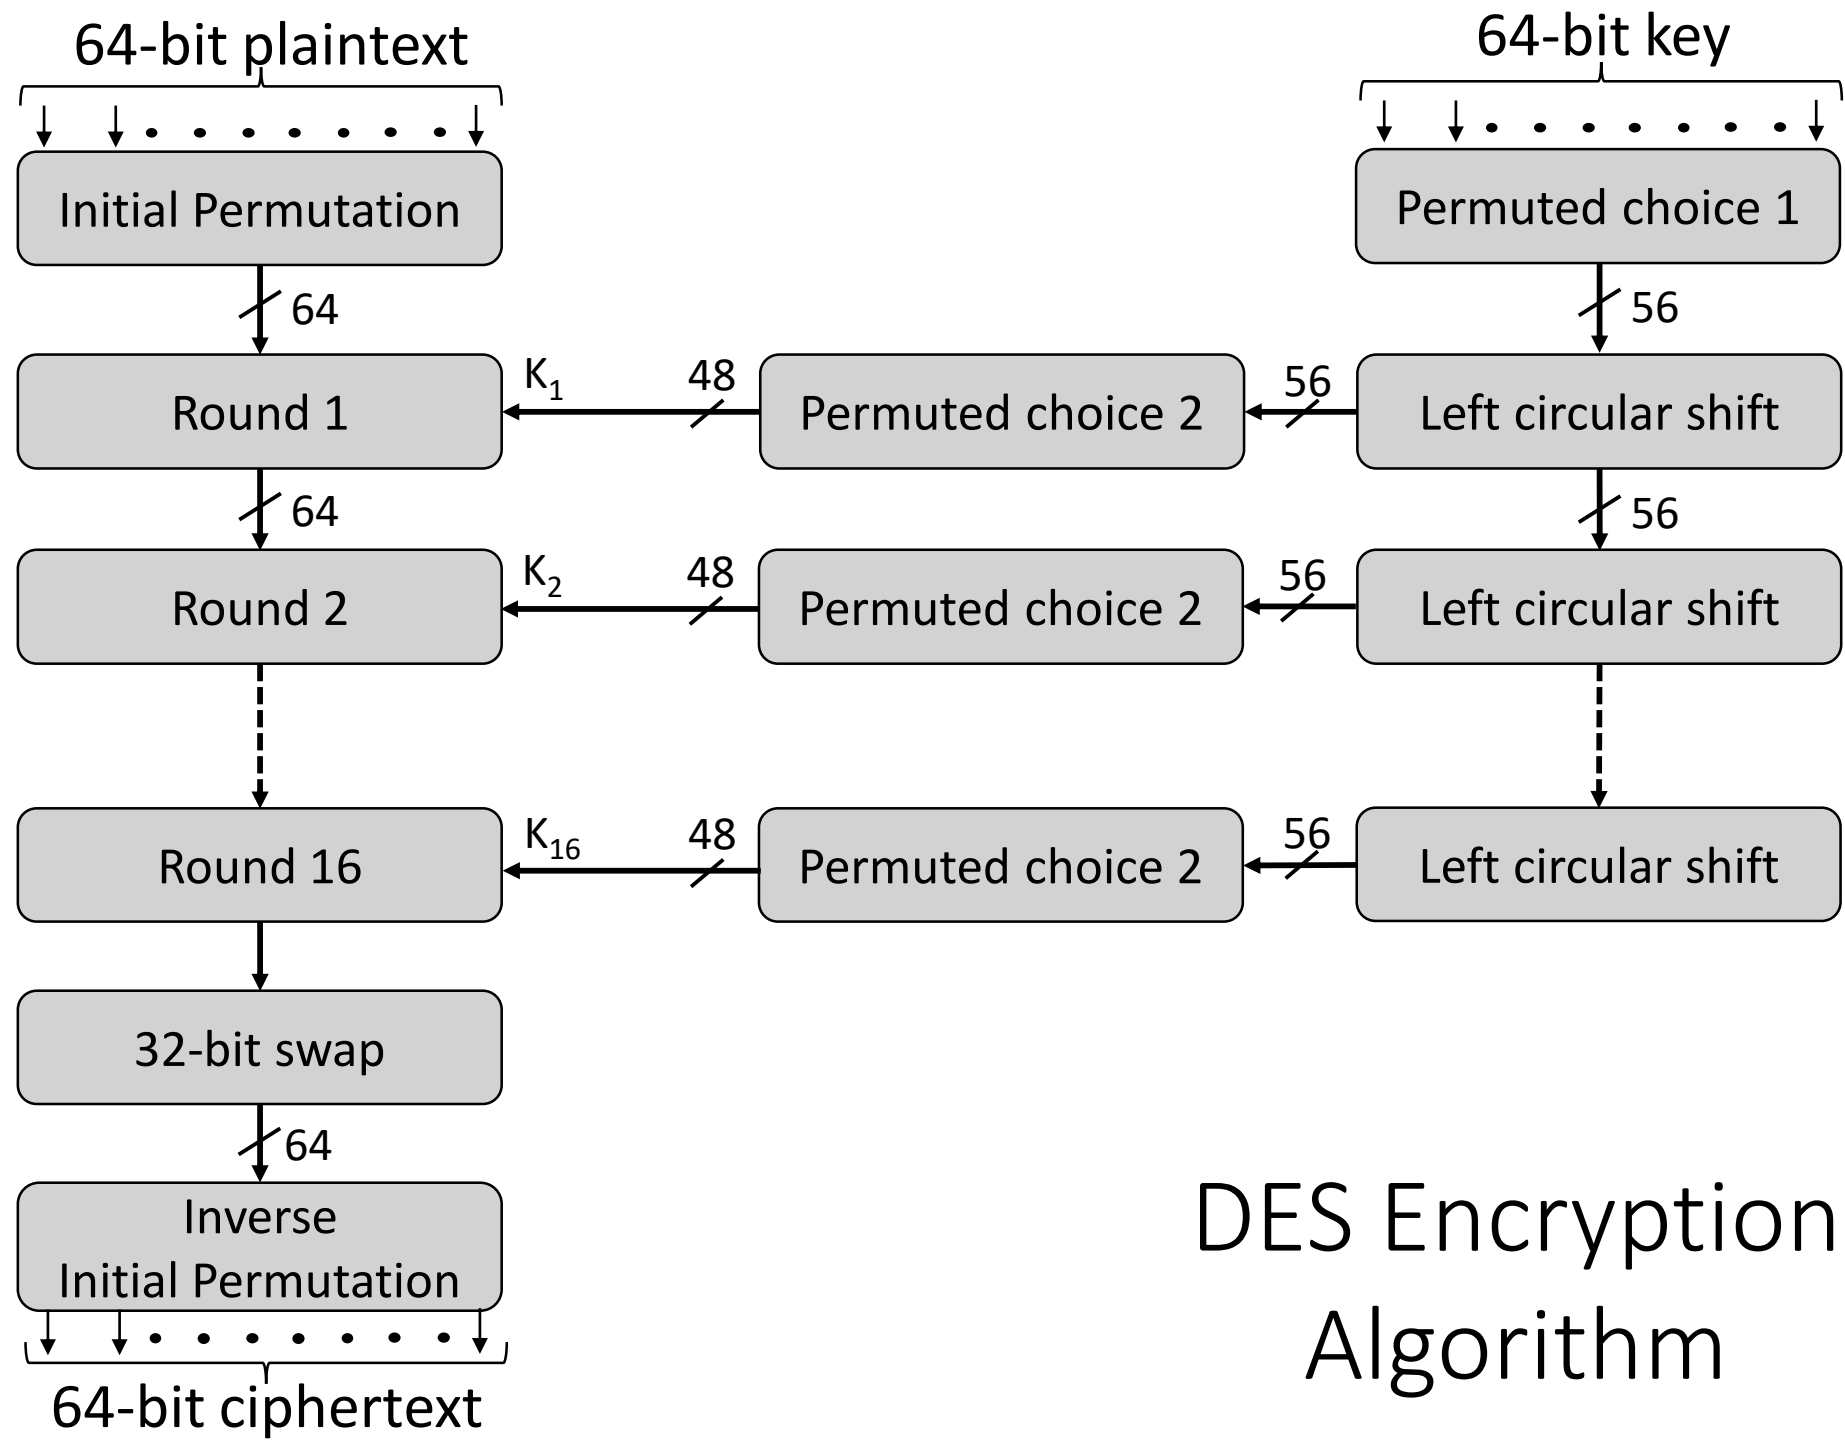 64-bit plaintext
64-bit key
Initial Permutation
Permuted choice 1
64
56
K1
48
56
Round 1
Permuted choice 2
Left circular shift
64
56
K2
48
56
Round 2
Permuted choice 2
Left circular shift
K16
48
56
Round 16
Permuted choice 2
Left circular shift
32-bit swap
64
Inverse
Initial Permutation
64-bit ciphertext
DES Encryption
Algorithm